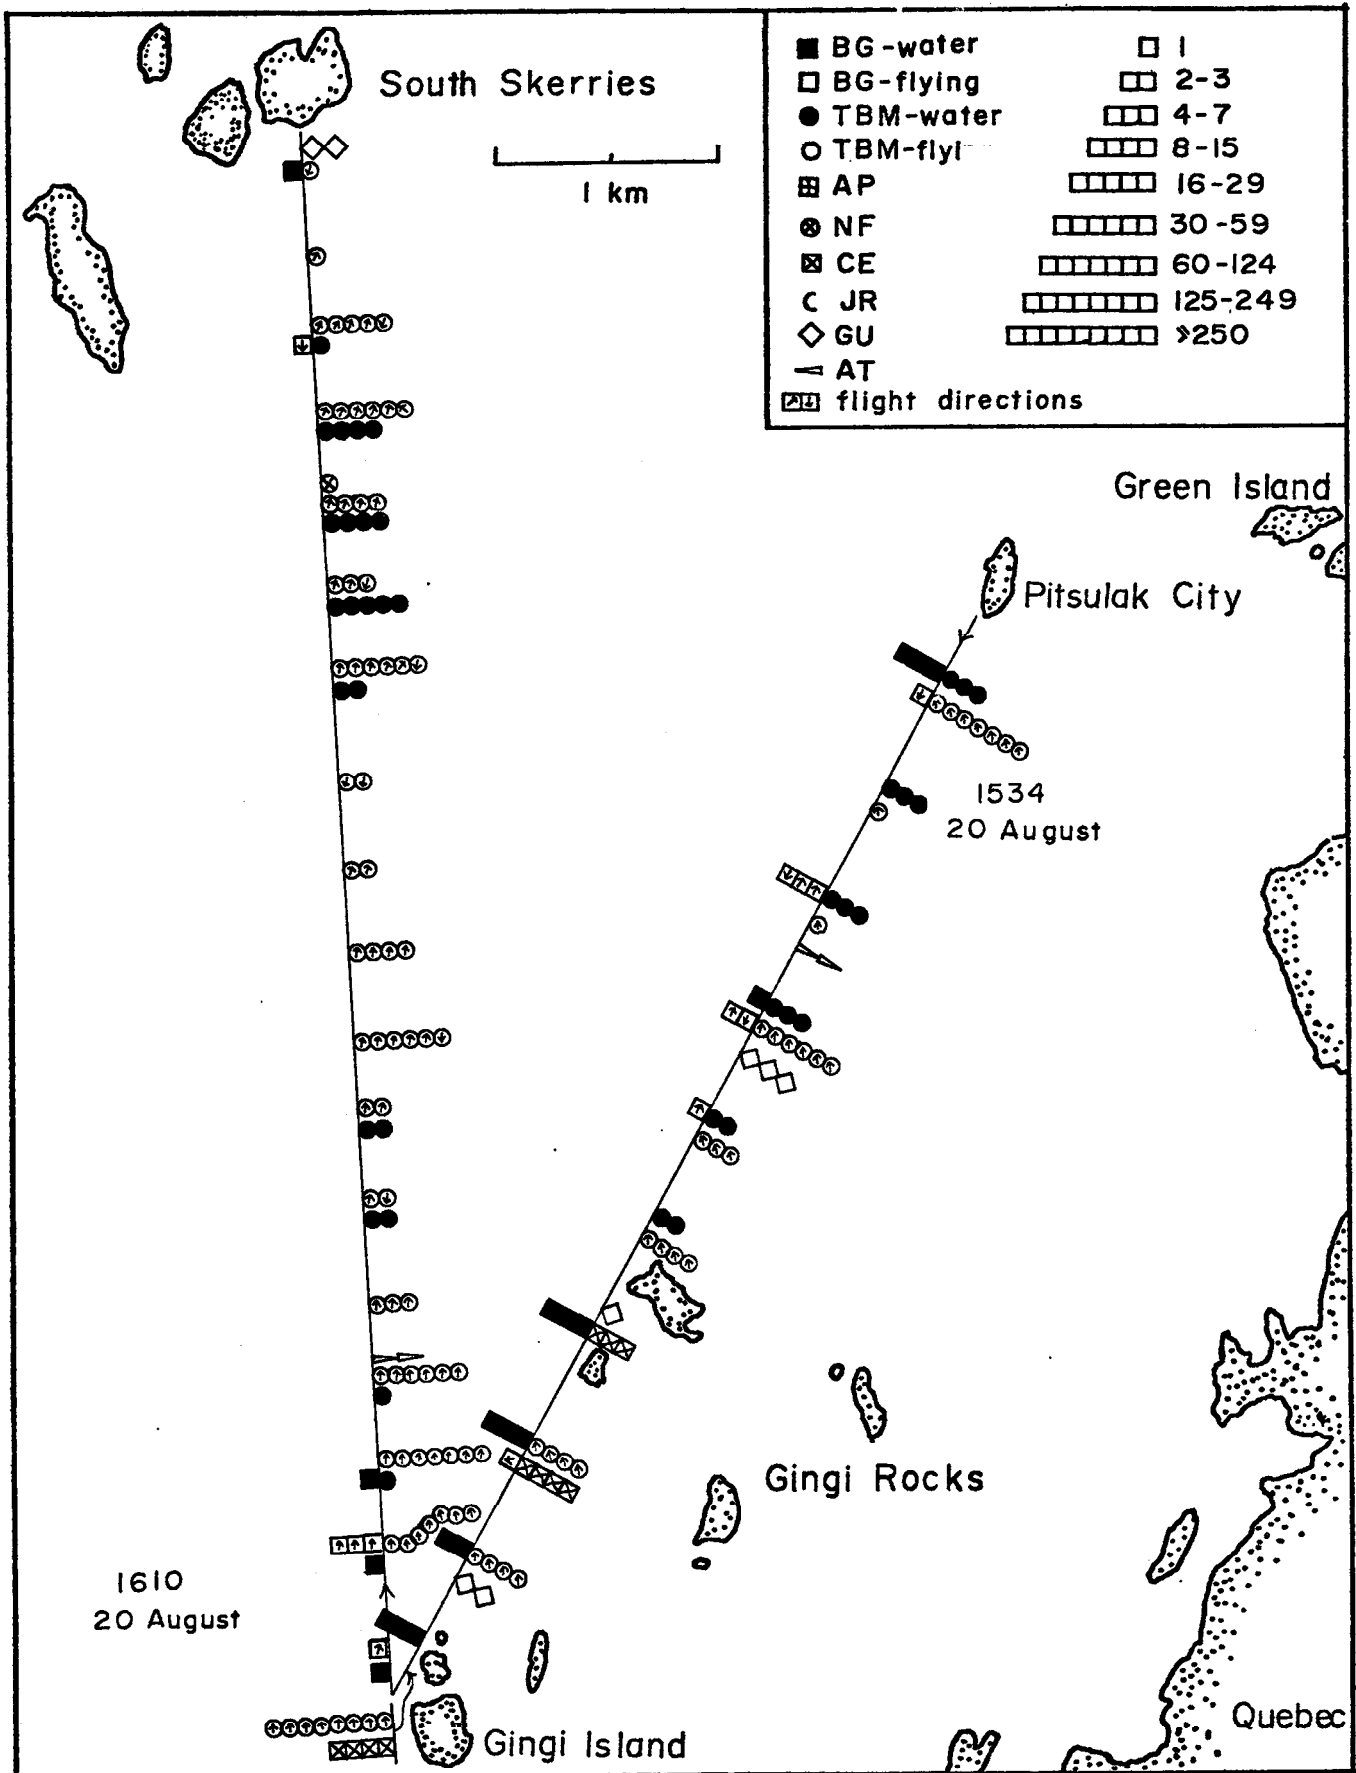 South Skerries
1 km
BG-water 1
BG-flying 2-3
TBM-water 4-7
TBM-flyi 8-15
AP 16-29
NF 30-59
CE 60-124
JR 125-249
GU ≥250
AT
flight directions
Green Island
Pitsulak City
1534
20 August
Gingi Rocks
1610
20 August
Quebec
Gingi Island